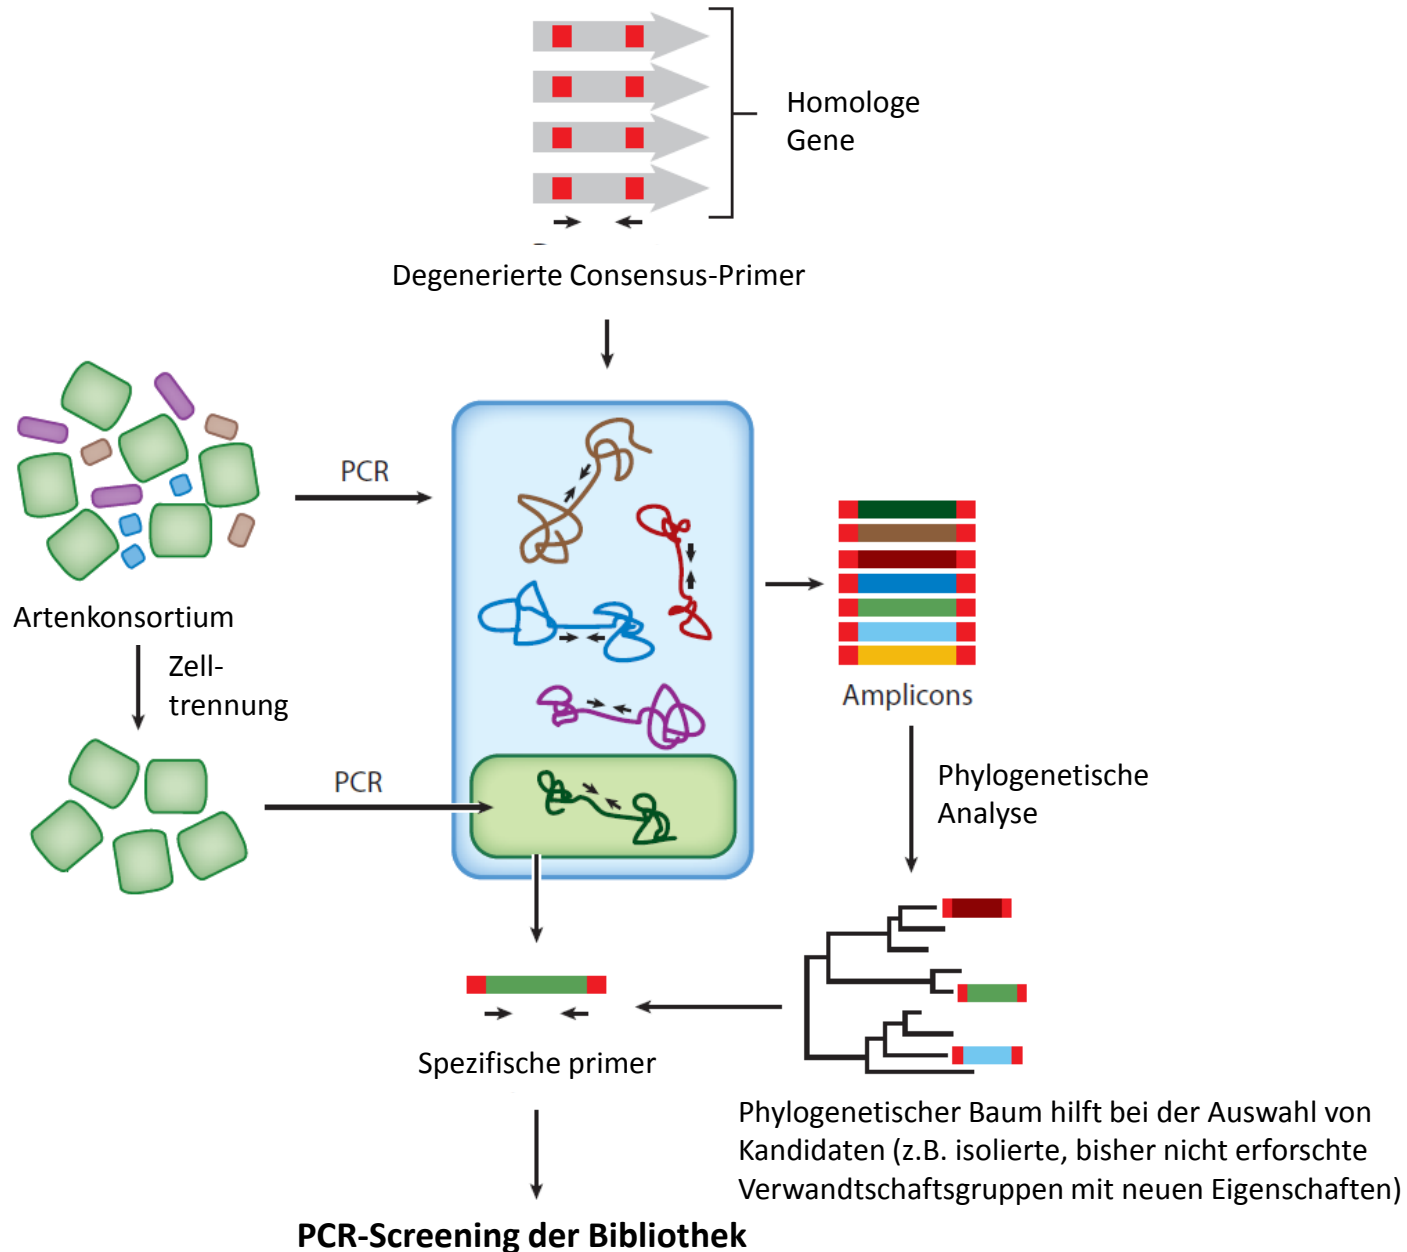 Homologe
Gene
Degenerierte Consensus-Primer
PCR
Artenkonsortium
Zell-
trennung
Amplicons
PCR
Phylogenetische
Analyse
Spezifische primer
Phylogenetischer Baum hilft bei der Auswahl von
Kandidaten (z.B. isolierte, bisher nicht erforschte
Verwandtschaftsgruppen mit neuen Eigenschaften)
PCR-Screening der Bibliothek